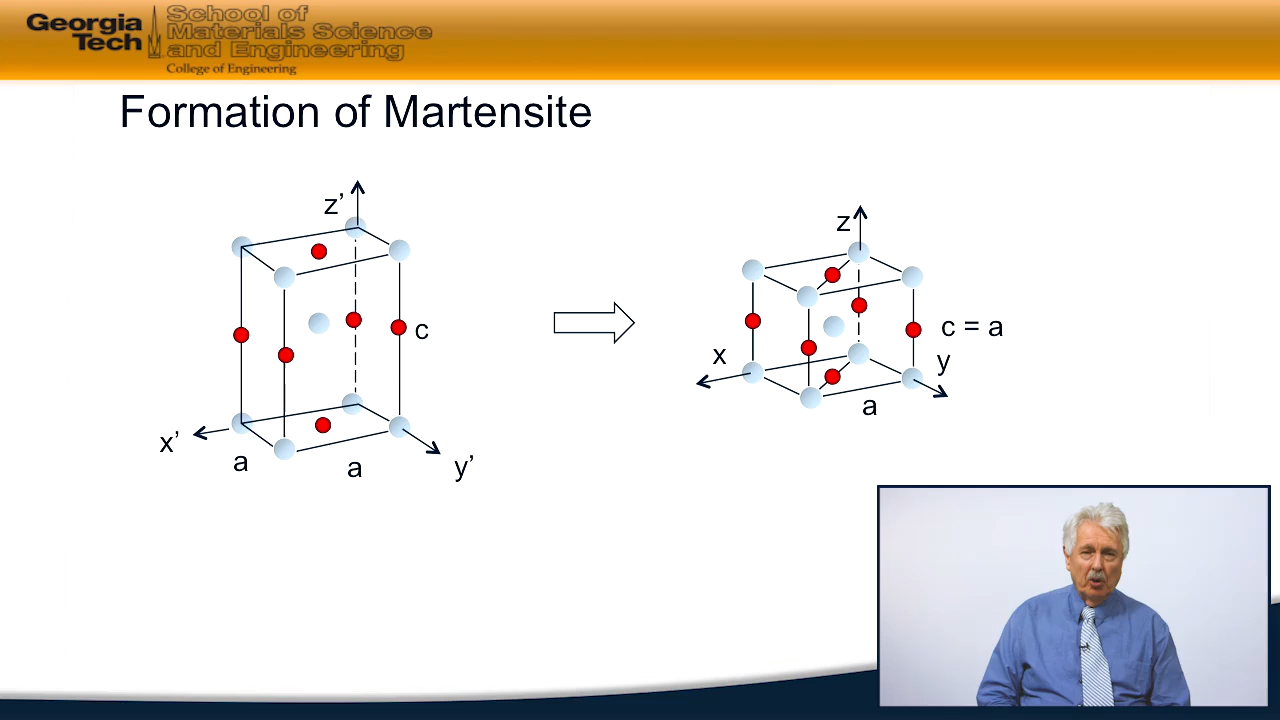 Georgia
Tech
School of
Materials Science
and Engineering
College of Engineering
Formation of Martensite
z’
c
x’
a
a
y’
z
c = a
x
y
a